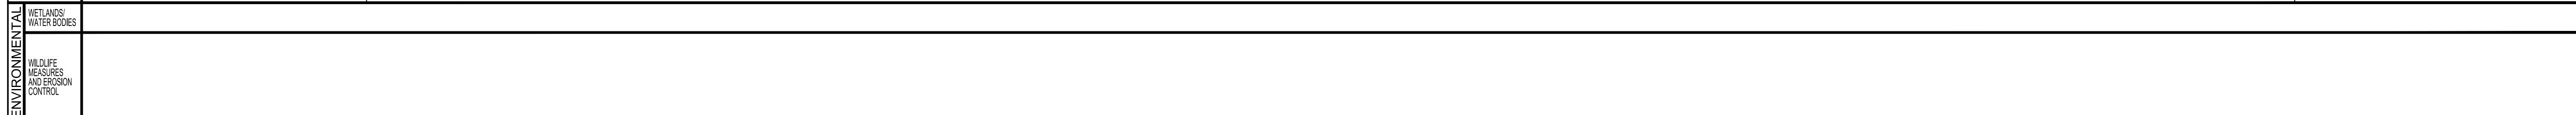 ENVIRONMENTAL
WETLANDS/
WATER BODIES
WILDLIFE
MEASURES
AND EROSION
CONTROL